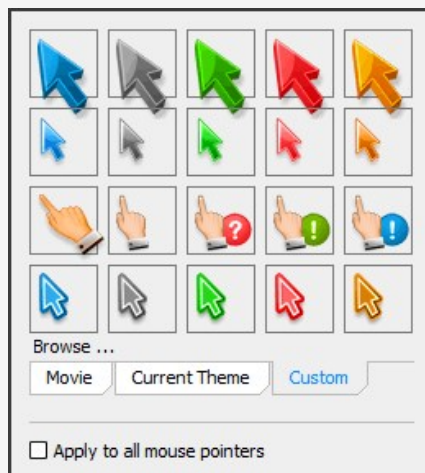 ?
!
!
Browse ...
Movie
Current Theme
Custom
Apply to all mouse pointers